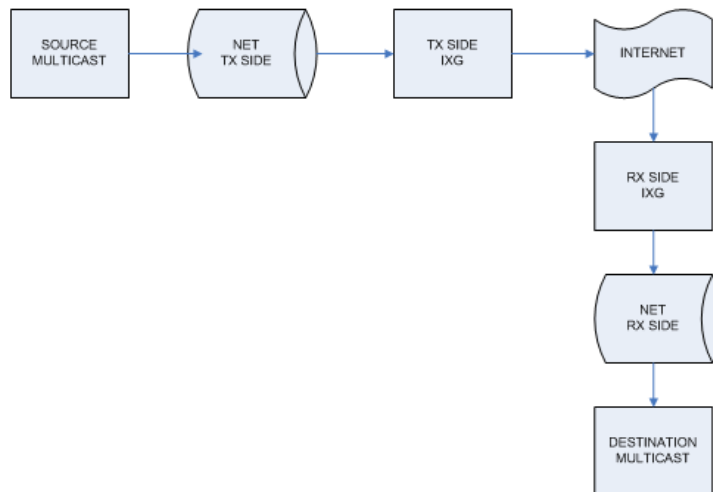 SOURCE
MULTICAST
NET
TX SIDE
TX SIDE
IXG
INTERNET
RX SIDE
IXG
NET
RX SIDE
DESTINATION
MULTICAST